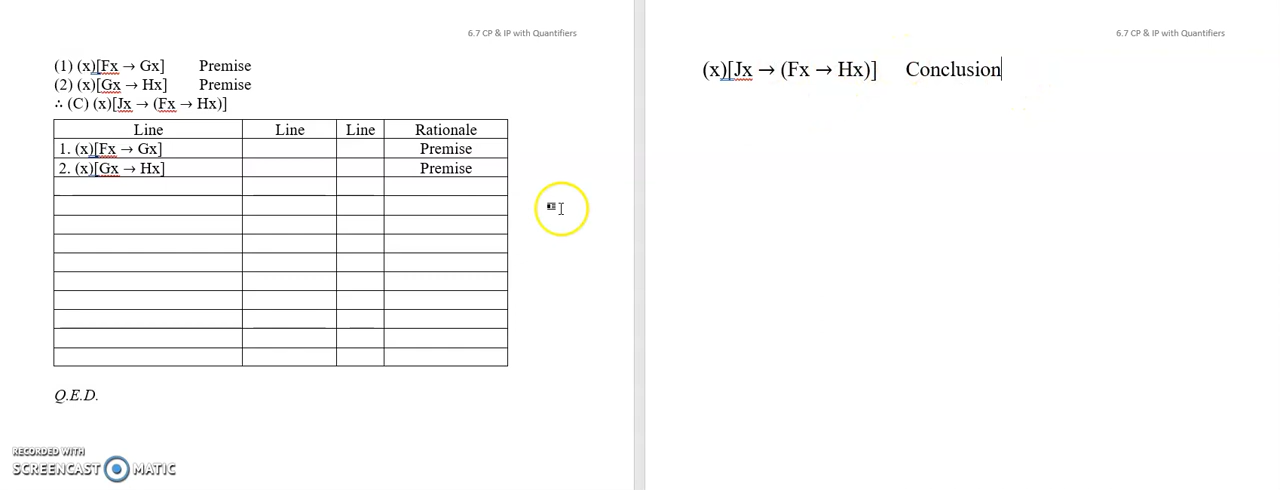 6.7 CP & IP with Quantifiers
(1) (x)[Fx → Gx] Premise
(2) (x)[Gx → Hx] Premise
∴ (C) (x)[Jx → (Fx → Hx)]
Line Line Line Rationale
1. (x)[Fx → Gx] Premise
2. (x)[Gx → Hx] Premise
Q.E.D.
RECORDED WITH
SCREENCAST MATIC
6.7 CP & IP with Quantifiers
(x)[Jx → (Fx → Hx)] Conclusion